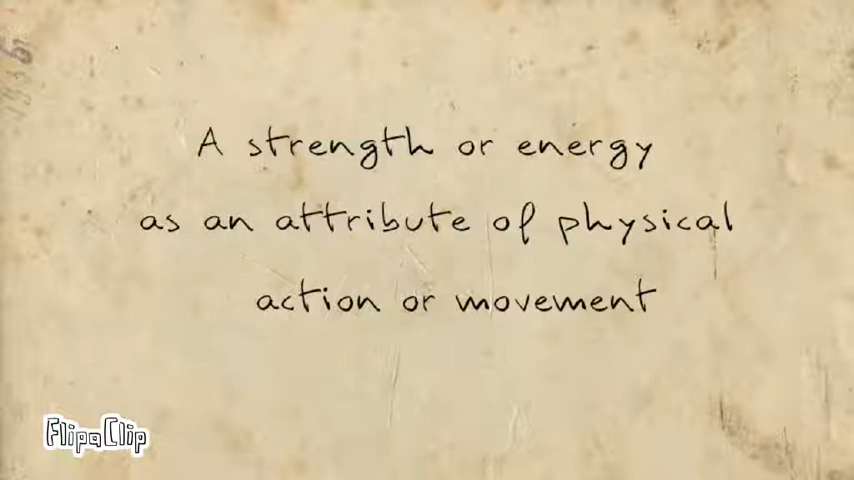 A strength or energy
as an attribute of physical
action or movement
FlipaClip